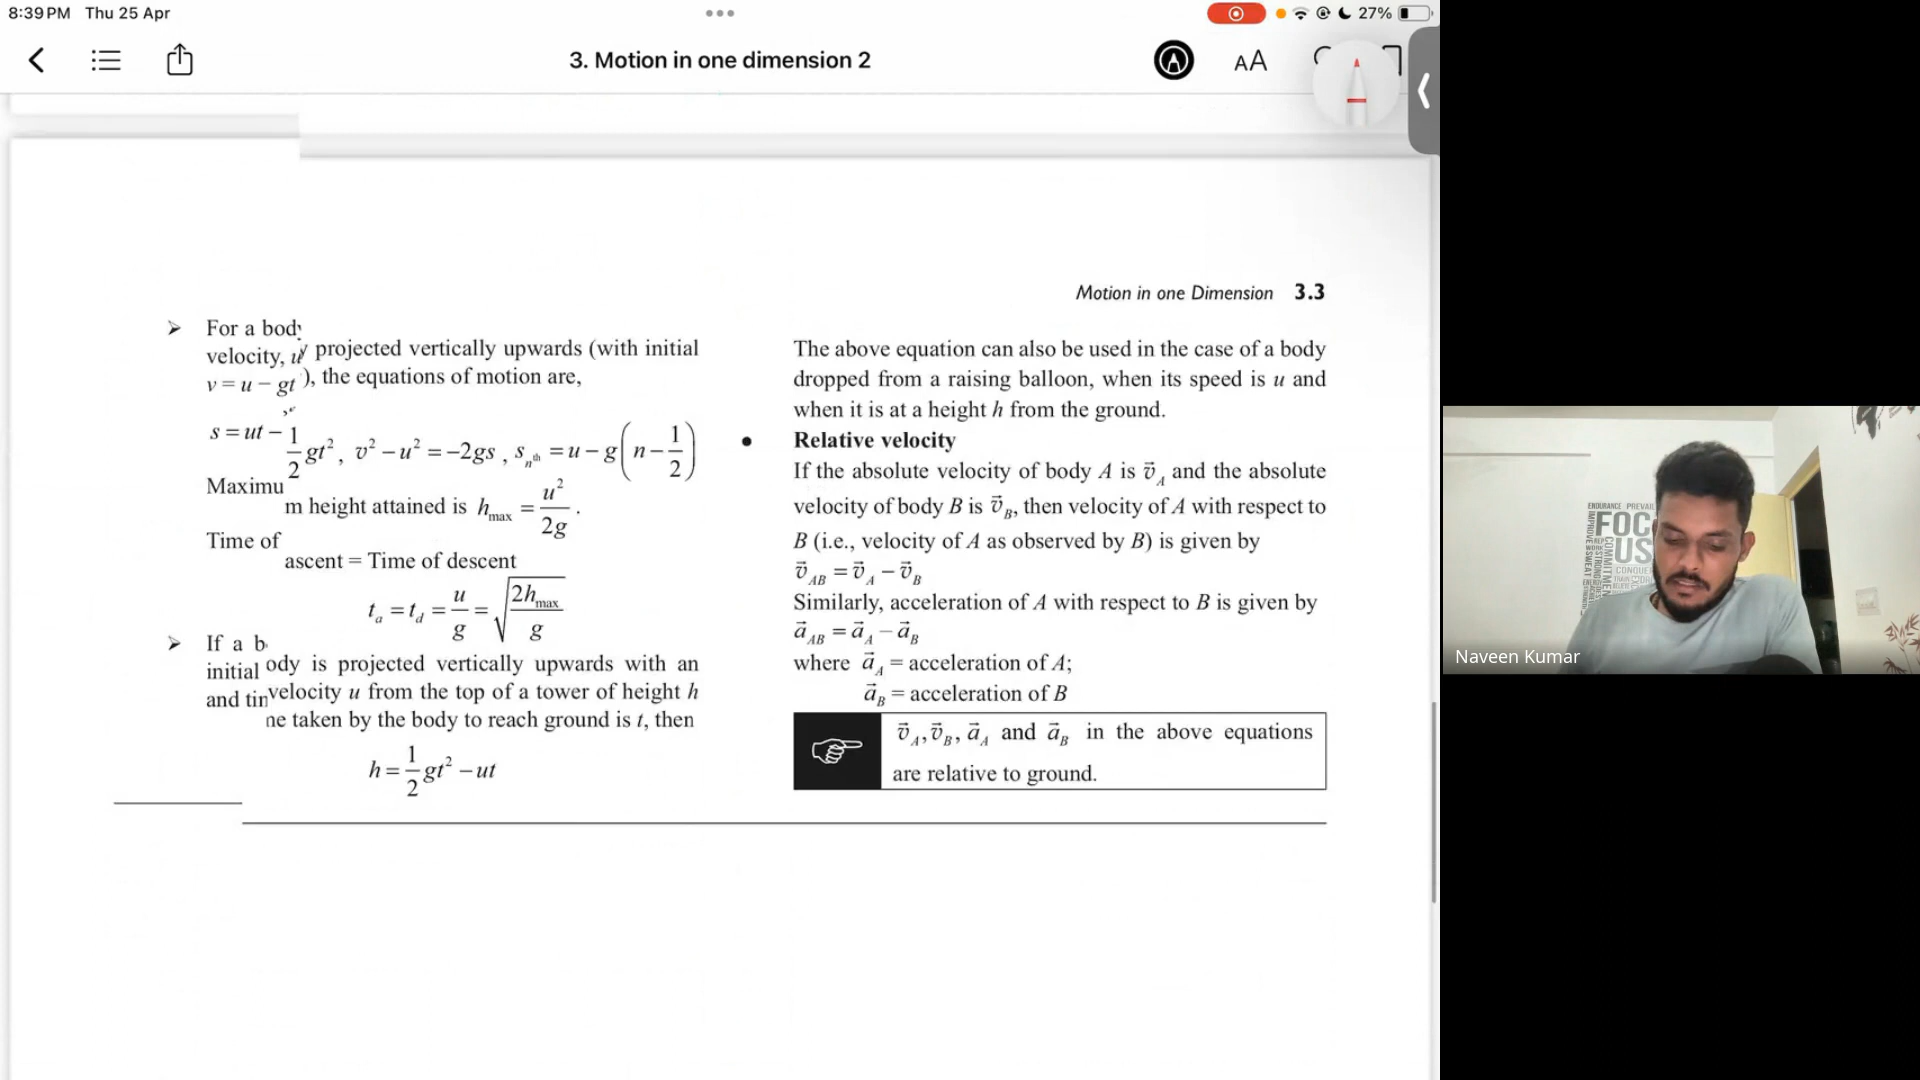 8:39 PM Thu 25 Apr
27%
3. Motion in one dimension 2
AA
Motion in one Dimension 3.3
➢ For a body projected vertically upwards (with initial
velocity, u), the equations of motion are,
v = u − gt
s = ut − 1/2 gt², v² − u² = −2gs, s_nth = u − g(n − 1/2)
Maximum height attained is h_max = u²/2g.
Time of ascent = Time of descent
t_a = t_d = u/g = √(2h_max/g)
➢ If a body is projected vertically upwards with an
initial velocity u from the top of a tower of height h
and time taken by the body to reach ground is t, then
h = 1/2 gt² − ut
The above equation can also be used in the case of a body
dropped from a raising balloon, when its speed is u and
when it is at a height h from the ground.
• Relative velocity
If the absolute velocity of body A is v⃗_A and the absolute
velocity of body B is v⃗_B, then velocity of A with respect to
B (i.e., velocity of A as observed by B) is given by
v⃗_AB = v⃗_A − v⃗_B
Similarly, acceleration of A with respect to B is given by
a⃗_AB = a⃗_A − a⃗_B
where a⃗_A = acceleration of A;
a⃗_B = acceleration of B
v⃗_A, v⃗_B, a⃗_A and a⃗_B in the above equations
are relative to ground.
ENDURANCE PREVAIL
FOC
US
COMMITMEN
CONQUE
Naveen Kumar